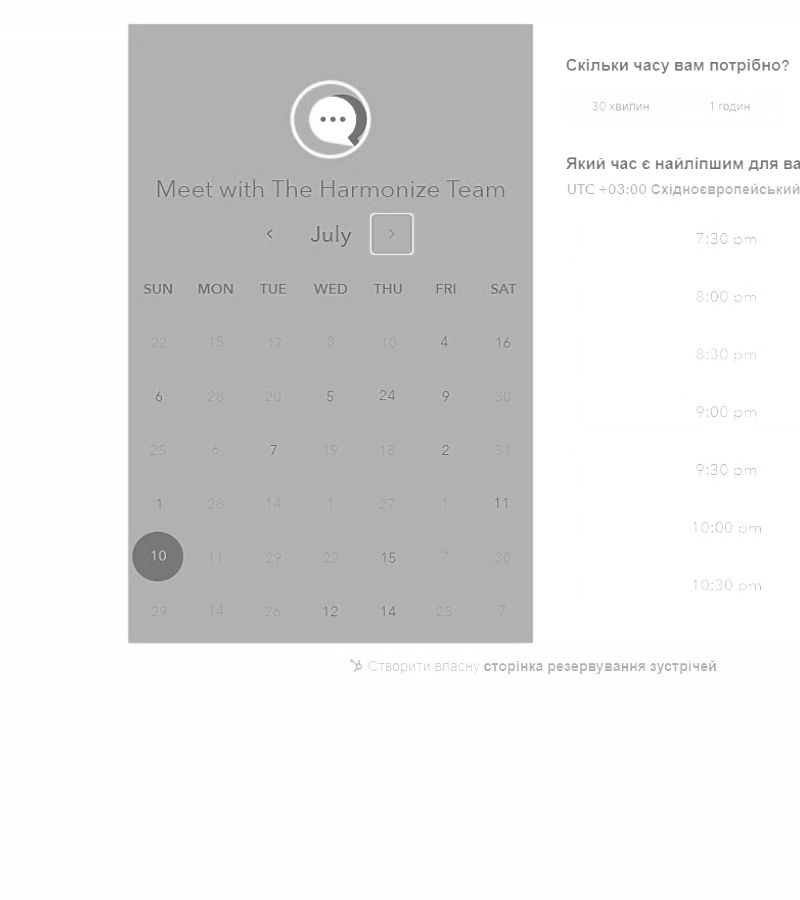 Meet with The Harmonize Team
July
SUN MON TUE WED THU FRI SAT
22 15 17 8 10 4 16
6 28 20 5 24 9 30
25 6 7 19 18 2 31
1 28 14 1 27 1 11
10 11 29 22 15 7 30
29 14 26 12 14 25 7
Скільки часу вам потрібно?
30 хвилин 1 годин
Який час є найліпшим для ва
UTC +03:00 Східноєвропейський
7:30 pm
8:00 pm
8:30 pm
9:00 pm
9:30 pm
10:00 pm
10:30 pm
Створити власну сторінка резервування зустрічей